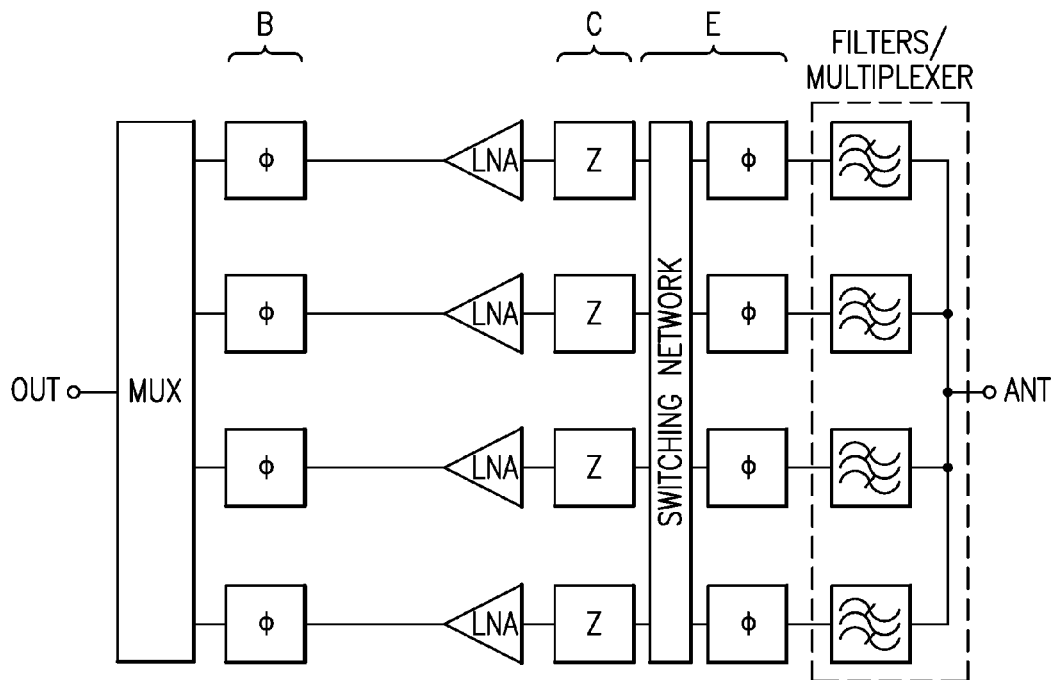 B
C
E
FILTERS/
MULTIPLEXER
ϕ
LNA
Z
ϕ
ϕ
LNA
Z
ϕ
OUT
MUX
SWITCHING NETWORK
ANT
ϕ
LNA
Z
ϕ
ϕ
LNA
Z
ϕ